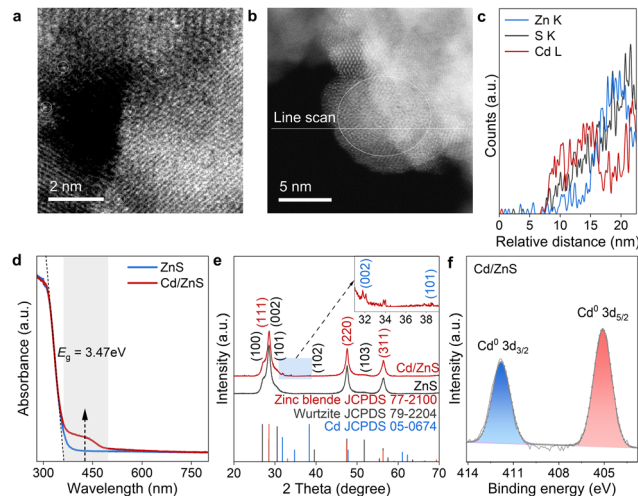 a
2 nm
b
Line scan
5 nm
c
Zn K
S K
Cd L
Counts (a.u.)
0 5 10 15 20
Relative distance (nm)
d
ZnS
Cd/ZnS
Eg = 3.47eV
Absorbance (a.u.)
300 450 600 750
Wavelength (nm)
e
(002)
(101)
32 34 36 38
(100)
(111)
(002)
(101)
(102)
(220)
(103)
(311)
Cd/ZnS
ZnS
Zinc blende JCPDS 77-2100
Wurtzite JCPDS 79-2204
Cd JCPDS 05-0674
Intensity (a.u.)
20 30 40 50 60 70
2 Theta (degree)
f
Cd/ZnS
Cd⁰ 3d5/2
Cd⁰ 3d3/2
Intensity (a.u.)
414 411 408 405 402
Binding energy (eV)